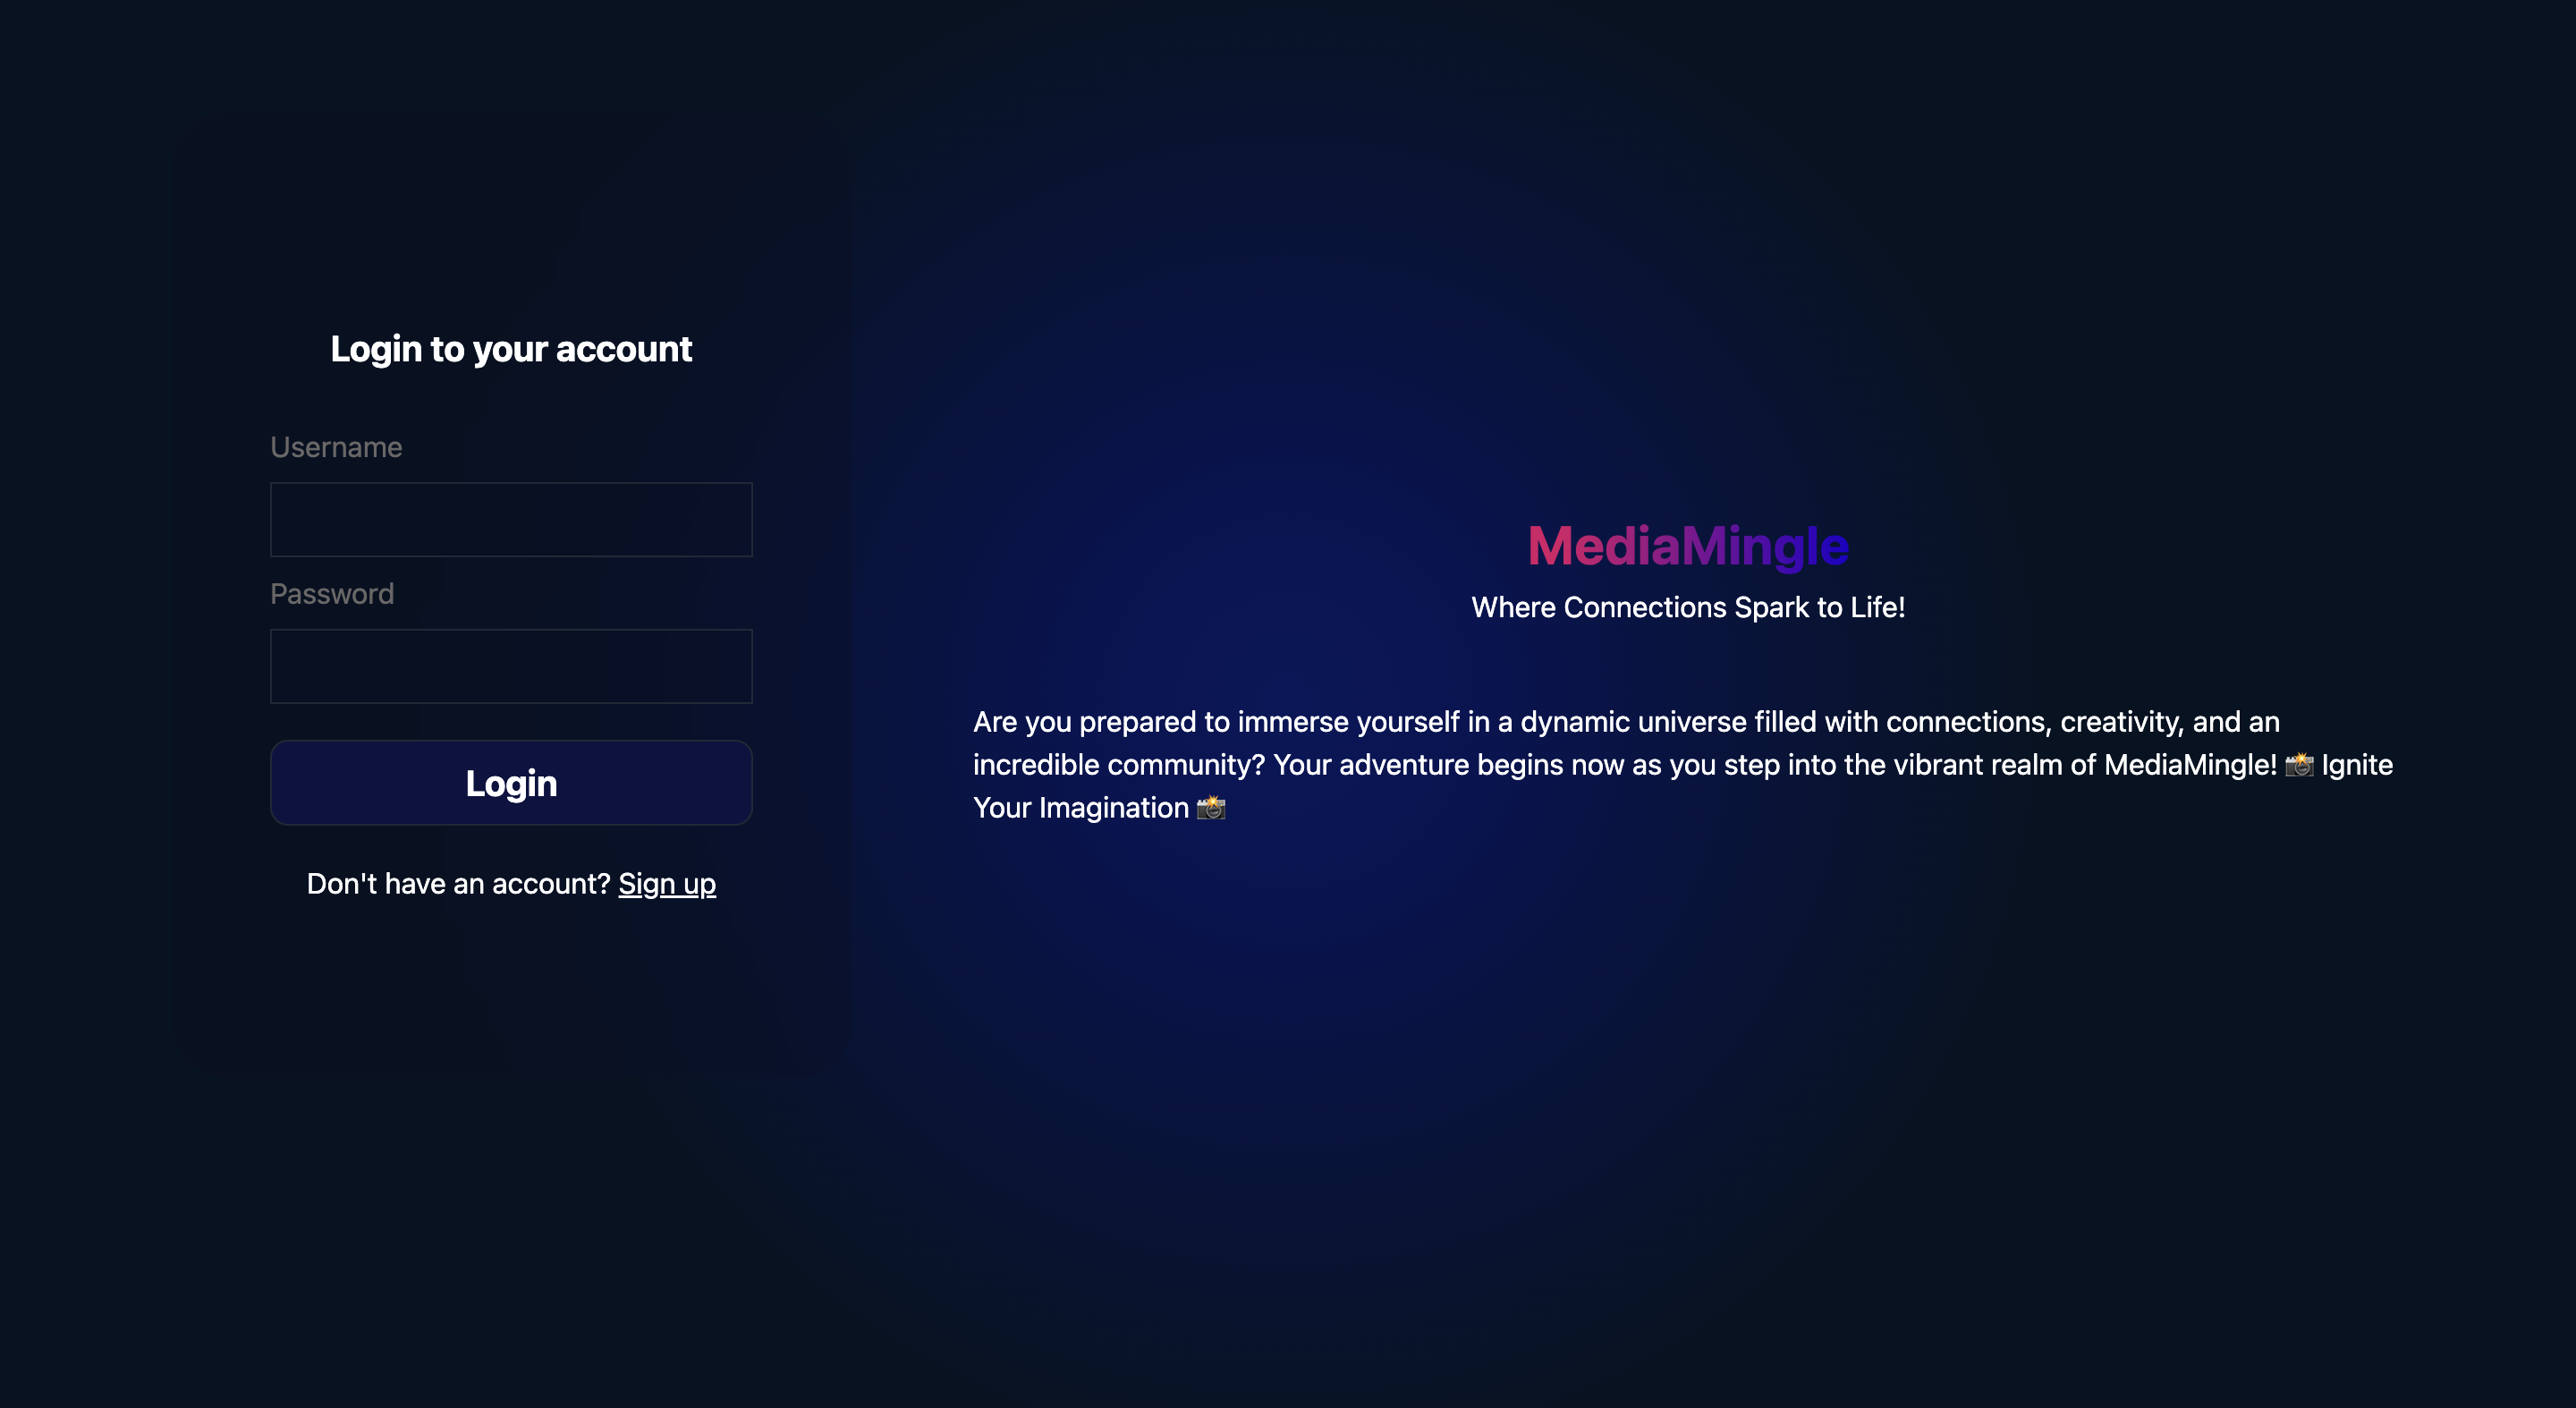 Login to your account
Username
Password
Login
Don't have an account? Sign up
MediaMingle
Where Connections Spark to Life!
Are you prepared to immerse yourself in a dynamic universe filled with connections, creativity, and an
incredible community? Your adventure begins now as you step into the vibrant realm of MediaMingle! 📸 Ignite
Your Imagination 📸